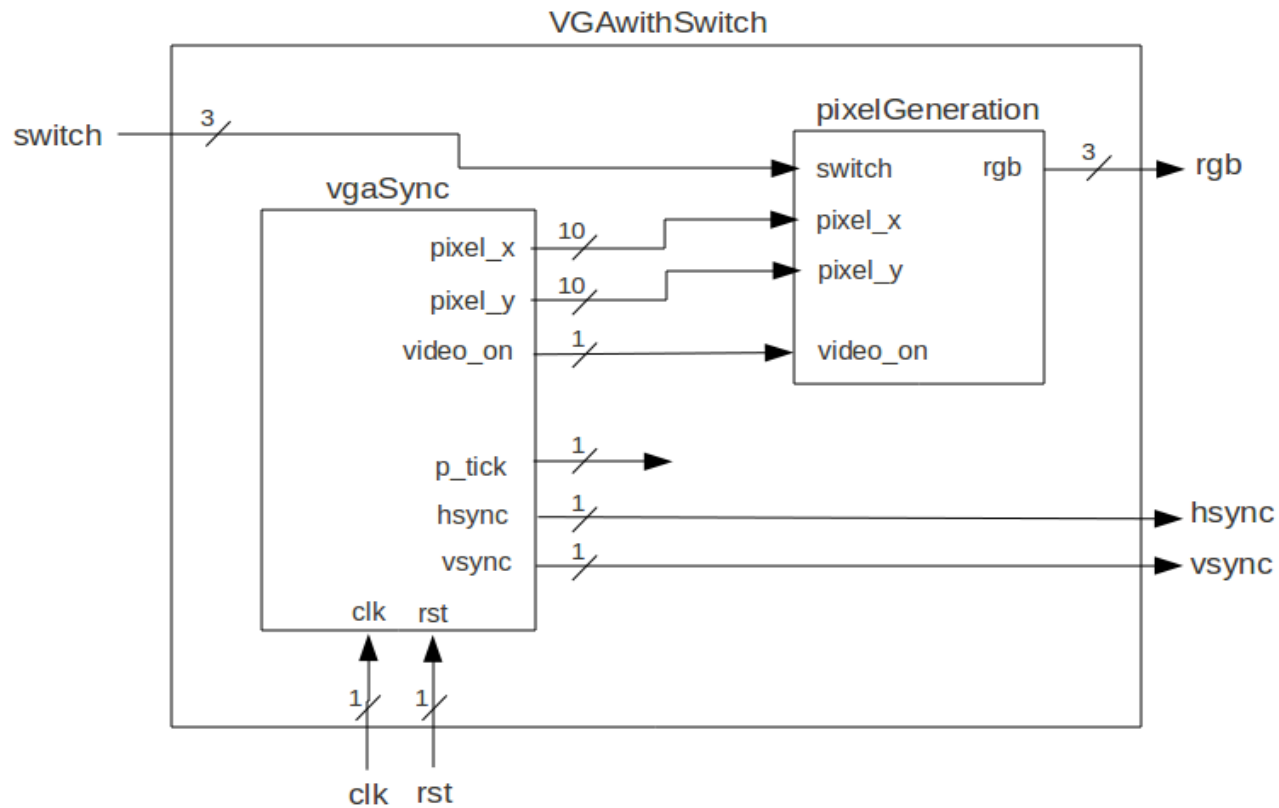 VGAwithSwitch
switch
3
pixelGeneration
switch
rgb
3
rgb
pixel_x
pixel_y
video_on
vgaSync
pixel_x
10
pixel_y
10
video_on
1
p_tick
1
hsync
1
hsync
vsync
1
vsync
clk
rst
1
1
clk
rst